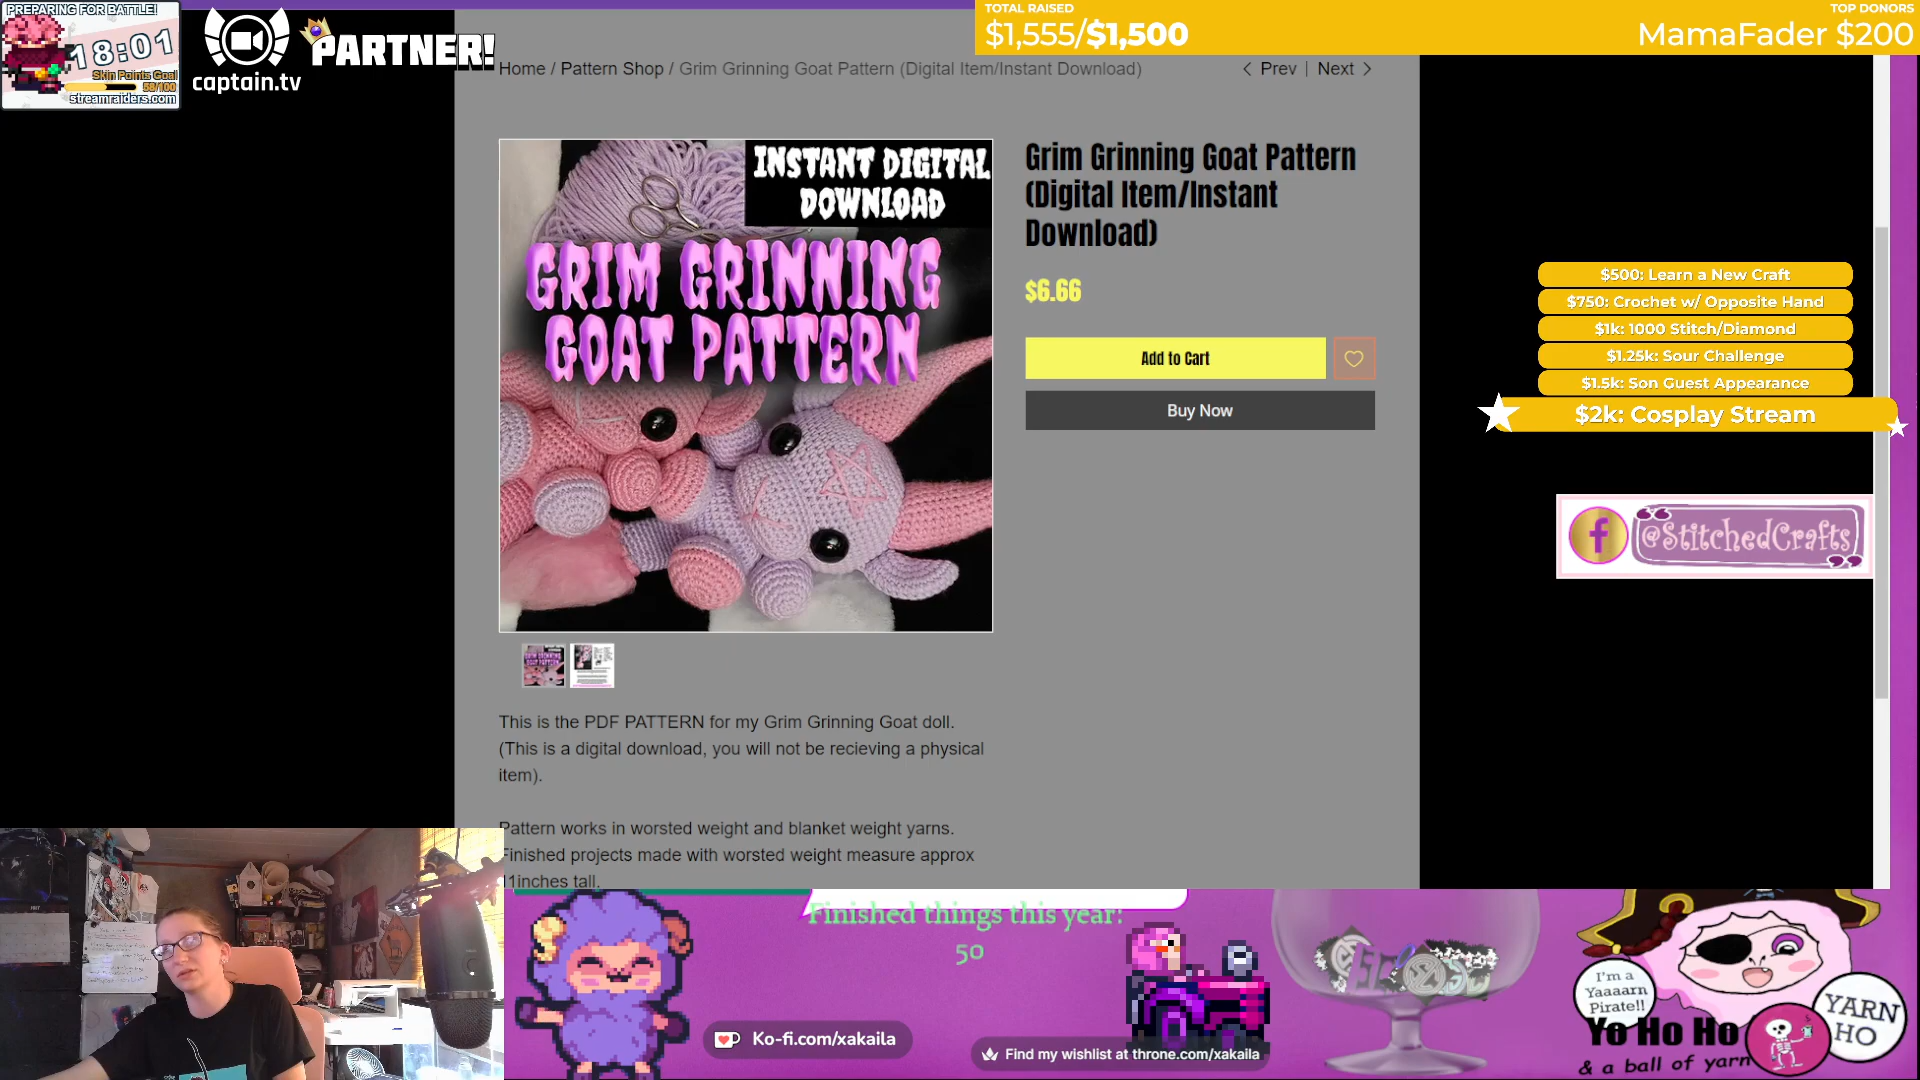 PREPARING FOR BATTLE!
18:01
Skin Points Goal
58/100
streamraiders.com
captain.tv
PARTNER!
TOTAL RAISED
$1,555/$1,500
TOP DONORS
MamaFader $200
Home / Pattern Shop / Grim Grinning Goat Pattern (Digital Item/Instant Download)
Prev | Next
INSTANT DIGITAL
DOWNLOAD
GRIM GRINNING
GOAT PATTERN
Grim Grinning Goat Pattern
(Digital Item/Instant
Download)
$6.66
Add to Cart
Buy Now
$500: Learn a New Craft
$750: Crochet w/ Opposite Hand
$1k: 1000 Stitch/Diamond
$1.25k: Sour Challenge
$1.5k: Son Guest Appearance
$2k: Cosplay Stream
@StitchedCrafts
This is the PDF PATTERN for my Grim Grinning Goat doll.
(This is a digital download, you will not be recieving a physical
item).
Pattern works in worsted weight and blanket weight yarns.
Finished projects made with worsted weight measure approx
11inches tall.
Finished things this year:
50
Ko-fi.com/xakaila
Find my wishlist at throne.com/xakaila
I'm a
Yaaaarn
Pirate!!
YARN
HO
Yo Ho Ho
& a ball of yarn